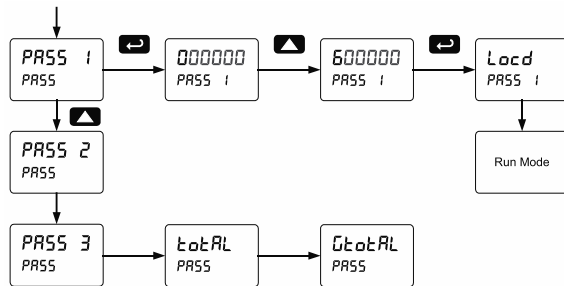 PASS 1
PASS
000000
PASS 1
600000
PASS 1
Locd
PASS 1
PASS 2
PASS
Run Mode
PASS 3
PASS
totAL
PASS
GtotAL
PASS